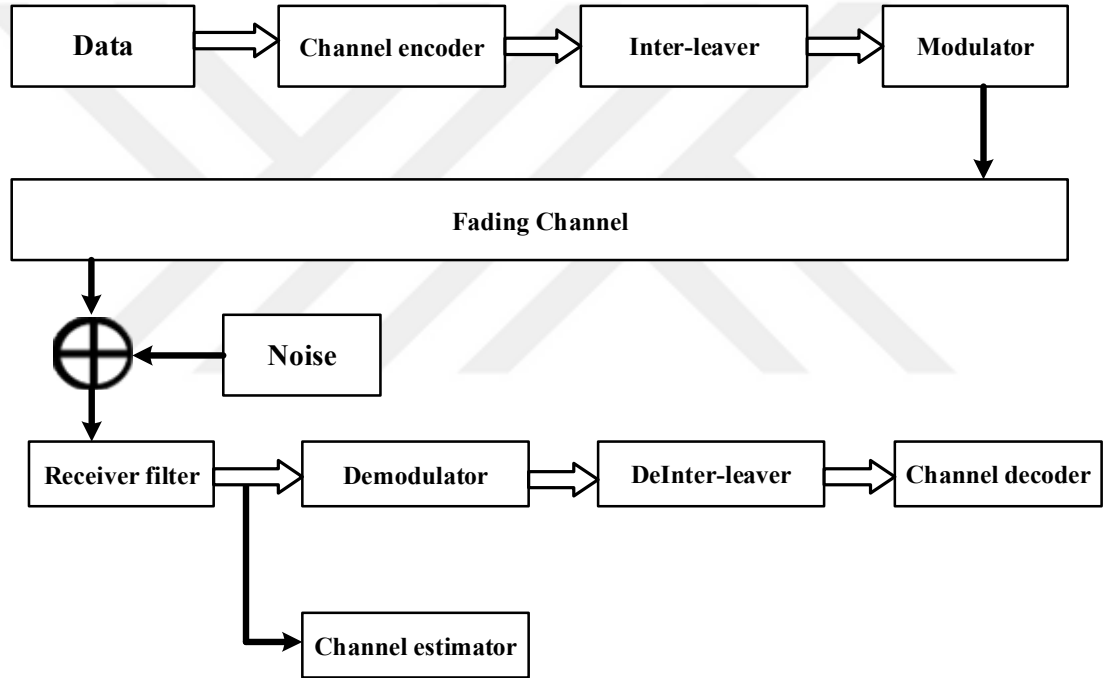 Data
Channel encoder
Inter-leaver
Modulator
Fading Channel
Noise
Receiver filter
Demodulator
DeInter-leaver
Channel decoder
Channel estimator